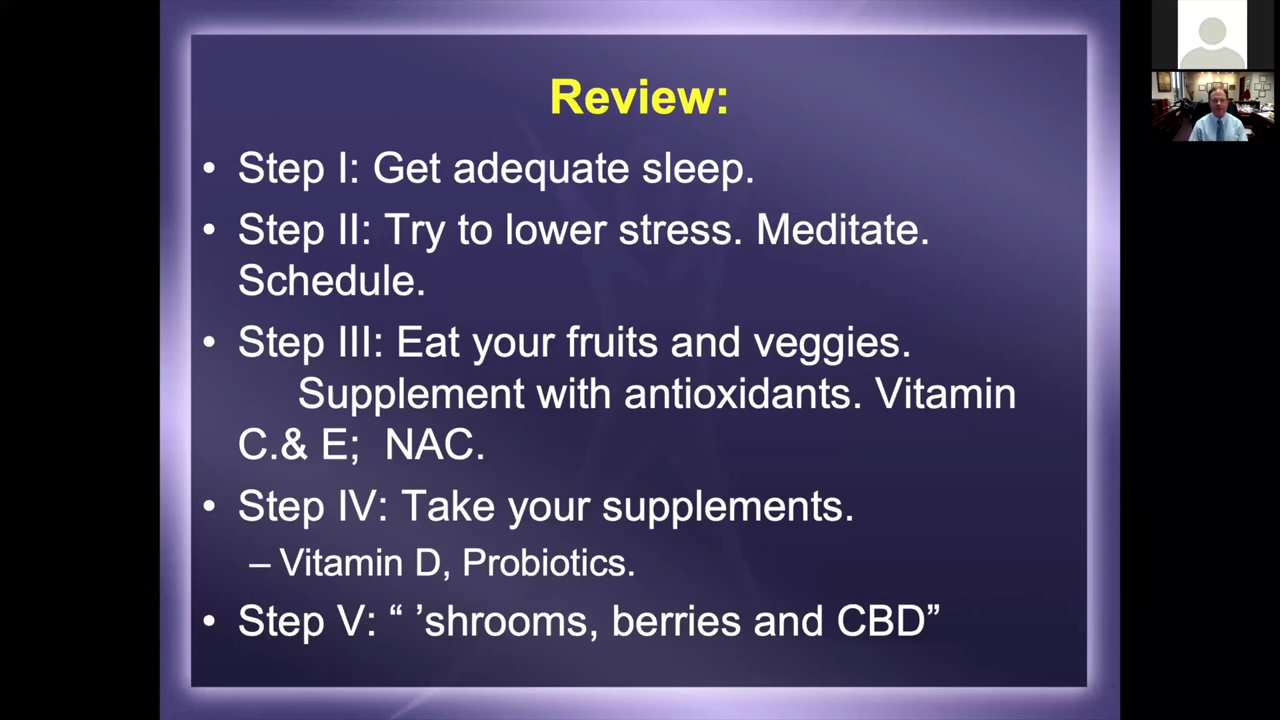 Review:
• Step I: Get adequate sleep.
• Step II: Try to lower stress. Meditate.
Schedule.
• Step III: Eat your fruits and veggies.
Supplement with antioxidants. Vitamin
C.& E; NAC.
• Step IV: Take your supplements.
– Vitamin D, Probiotics.
• Step V: “ ’shrooms, berries and CBD”